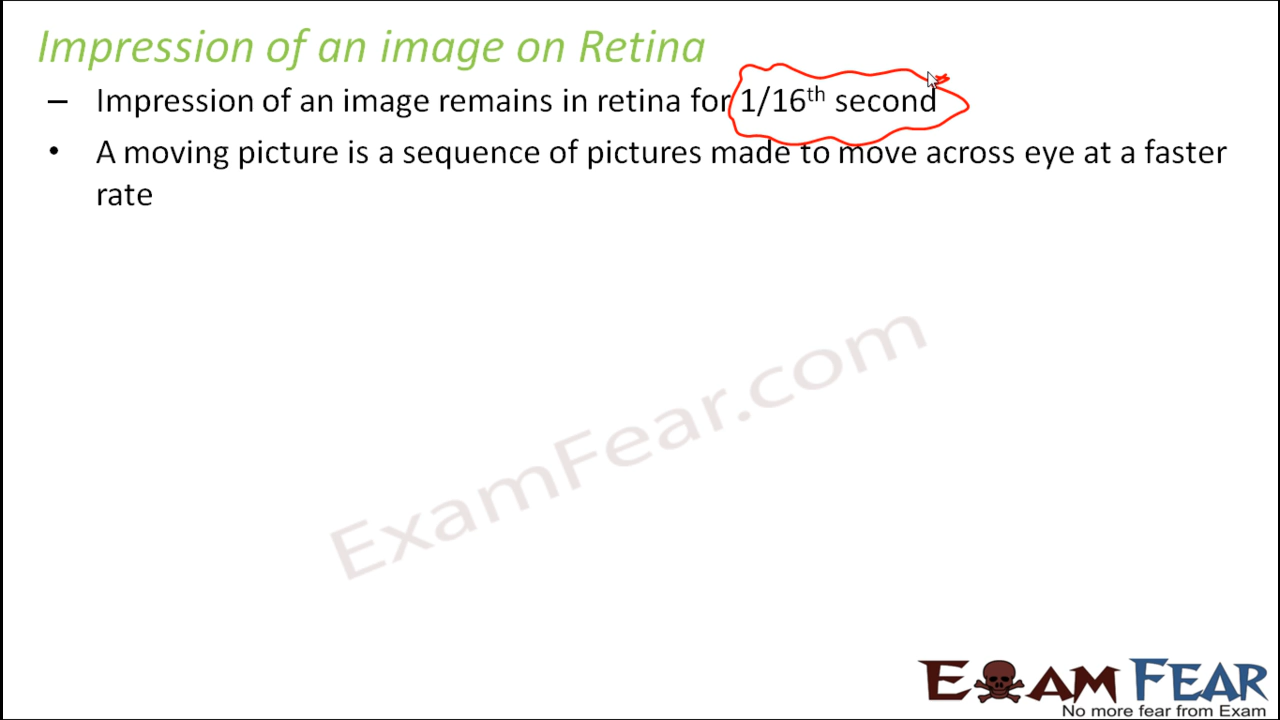 Impression of an image on Retina
– Impression of an image remains in retina for 1/16th second
• A moving picture is a sequence of pictures made to move across eye at a faster
rate
ExamFear.com
EXAM FEAR
No more fear from Exam